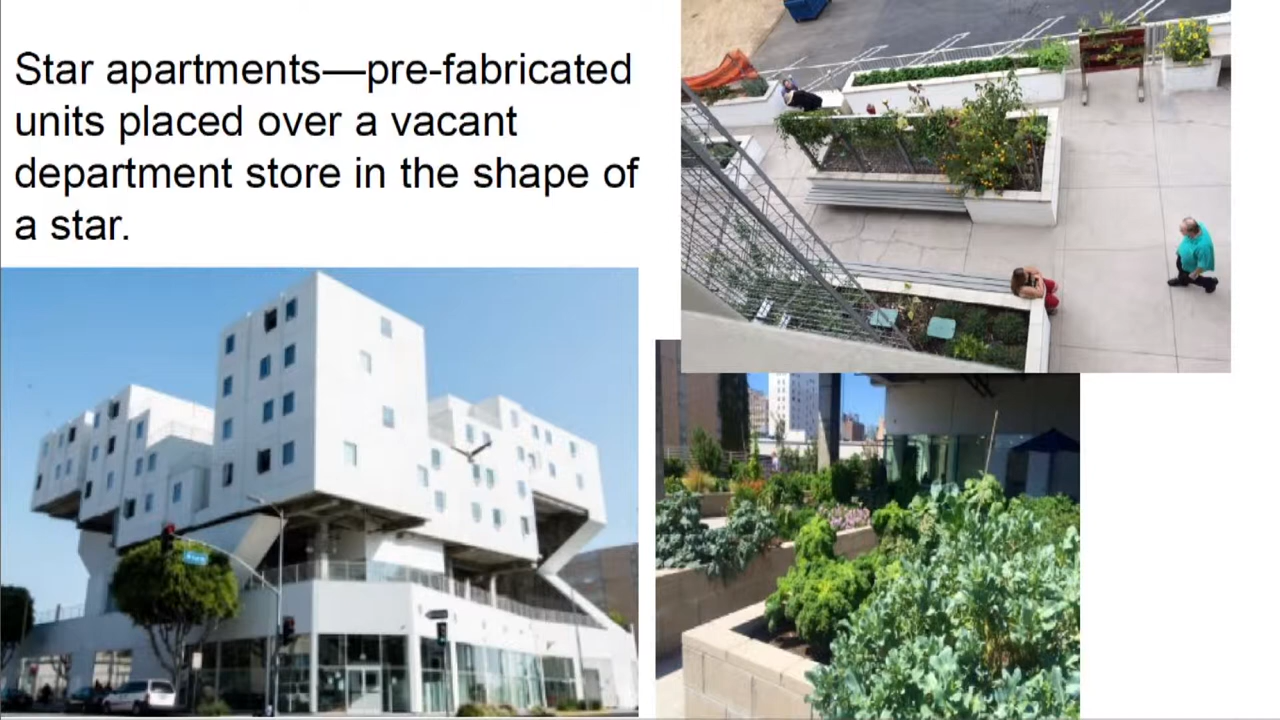 Star apartments—pre-fabricated
units placed over a vacant
department store in the shape of
a star.